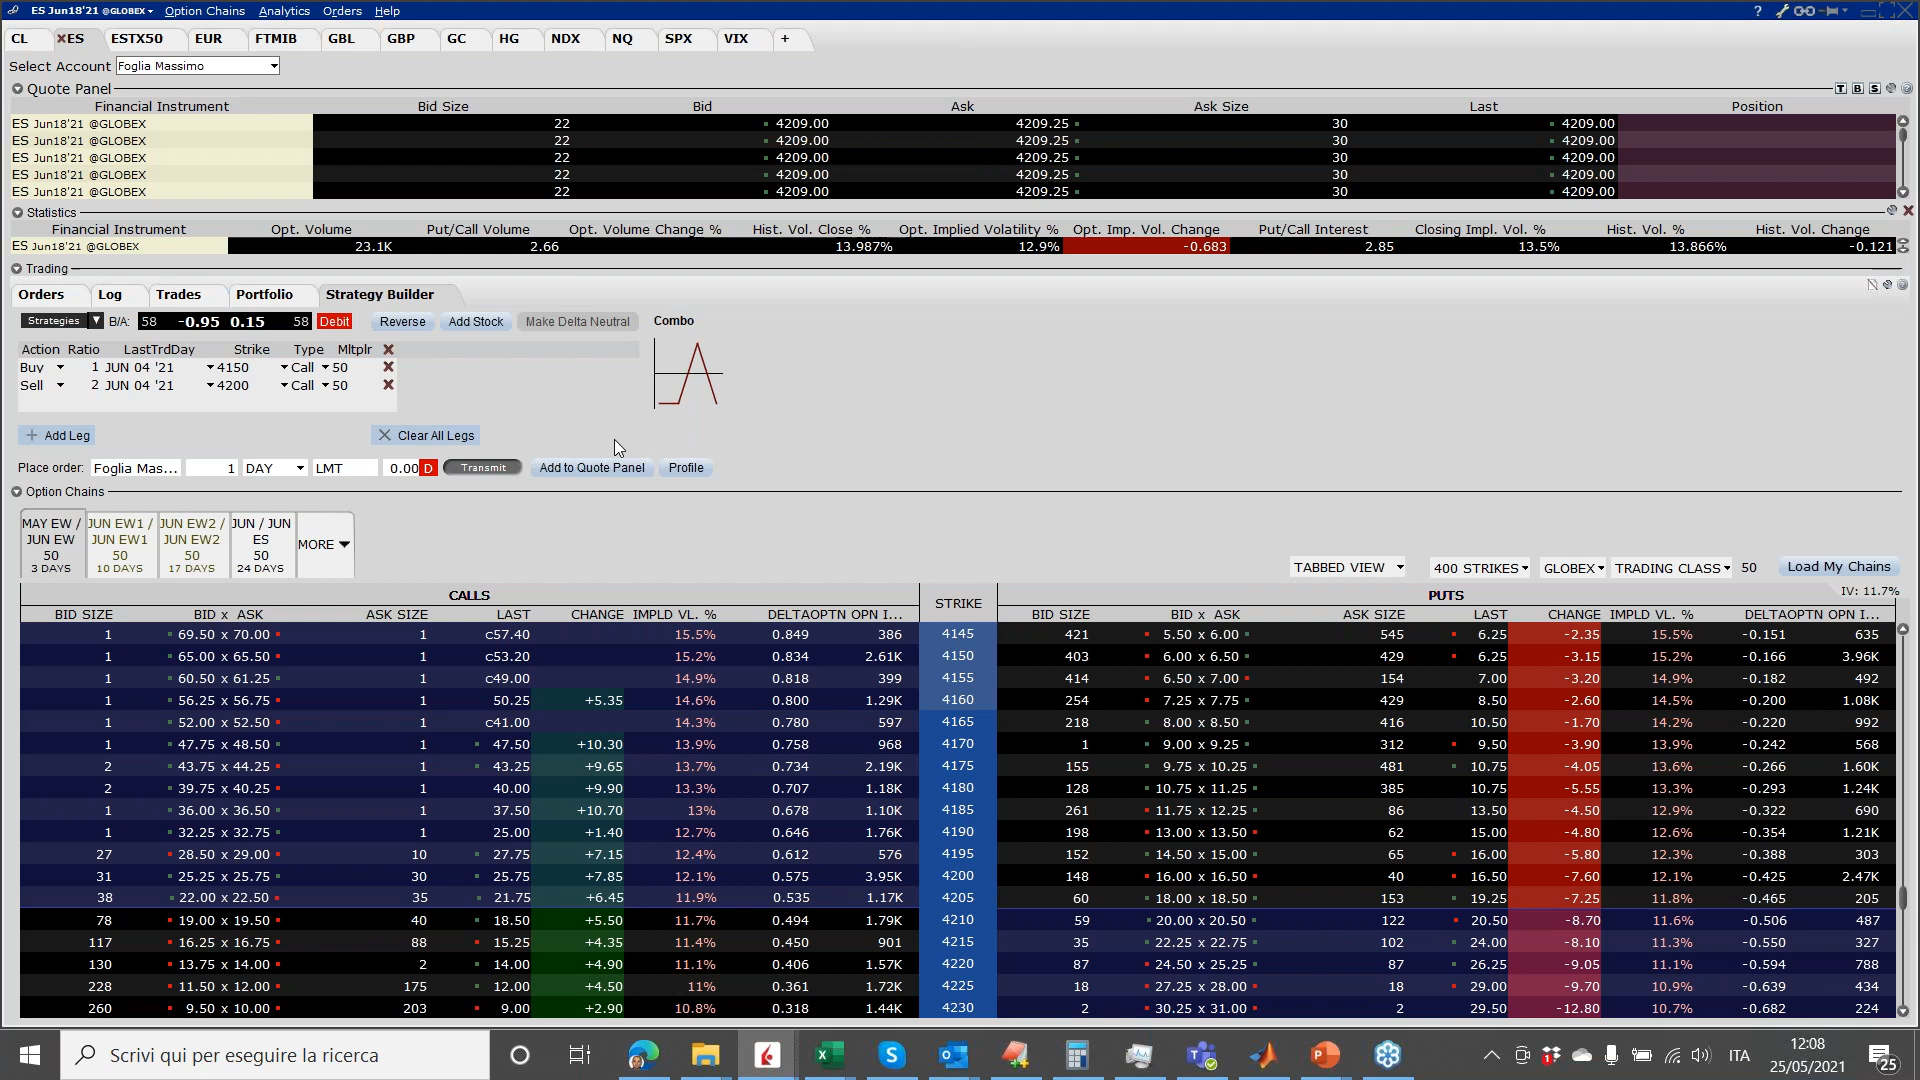 ES Jun18'21 @GLOBEX Option Chains Analytics Orders Help ?
CL ES ESTX50 EUR FTMIB GBL GBP GC HG NDX NQ SPX VIX +
Select Account Foglia Massimo
Quote Panel T B S
Financial Instrument Bid Size Bid Ask Ask Size Last Position
ES Jun18'21 @GLOBEX 22 4209.00 4209.25 30 4209.00
ES Jun18'21 @GLOBEX 22 4209.00 4209.25 30 4209.00
ES Jun18'21 @GLOBEX 22 4209.00 4209.25 30 4209.00
ES Jun18'21 @GLOBEX 22 4209.00 4209.25 30 4209.00
ES Jun18'21 @GLOBEX 22 4209.00 4209.25 30 4209.00
Statistics
Financial Instrument Opt. Volume Put/Call Volume Opt. Volume Change % Hist. Vol. Close % Opt. Implied Volatility % Opt. Imp. Vol. Change Put/Call Interest Closing Impl. Vol. % Hist. Vol. % Hist. Vol. Change
ES Jun18'21 @GLOBEX 23.1K 2.66 13.987% 12.9% -0.683 2.85 13.5% 13.866% -0.121
Trading
Orders Log Trades Portfolio Strategy Builder
Strategies B/A: 58 -0.95 0.15 58 Debit Reverse Add Stock Make Delta Neutral Combo
Action Ratio LastTrdDay Strike Type Mltplr
Buy 1 JUN 04 '21 4150 Call 50
Sell 2 JUN 04 '21 4200 Call 50
+ Add Leg Clear All Legs
Place order: Foglia Mas... 1 DAY LMT 0.00 D Transmit Add to Quote Panel Profile
Option Chains
MAY EW / JUN EW 50 3 DAYS
JUN EW1 / JUN EW1 50 10 DAYS
JUN EW2 / JUN EW2 50 17 DAYS
JUN / JUN ES 50 24 DAYS
MORE
TABBED VIEW 400 STRIKES GLOBEX TRADING CLASS 50 Load My Chains
CALLS STRIKE PUTS IV: 11.7%
BID SIZE BID x ASK ASK SIZE LAST CHANGE IMPLD VL. % DELTA OPTN OPN I... BID SIZE BID x ASK ASK SIZE LAST CHANGE IMPLD VL. % DELTA OPTN OPN I...
1 69.50 x 70.00 1 c57.40 15.5% 0.849 386 4145 421 5.50 x 6.00 545 6.25 -2.35 15.5% -0.151 635
1 65.00 x 65.50 1 c53.20 15.2% 0.834 2.61K 4150 403 6.00 x 6.50 429 6.25 -3.15 15.2% -0.166 3.96K
1 60.50 x 61.25 1 c49.00 14.9% 0.818 399 4155 414 6.50 x 7.00 154 7.00 -3.20 14.9% -0.182 492
1 56.25 x 56.75 1 50.25 +5.35 14.6% 0.800 1.29K 4160 254 7.25 x 7.75 429 8.50 -2.60 14.6% -0.200 1.08K
1 52.00 x 52.50 1 c41.00 14.3% 0.780 597 4165 218 8.00 x 8.50 416 10.50 -1.70 14.2% -0.220 992
1 47.75 x 48.50 1 47.50 +10.30 13.9% 0.758 968 4170 1 9.00 x 9.25 312 9.50 -3.90 13.9% -0.242 568
2 43.75 x 44.25 1 43.25 +9.65 13.7% 0.734 2.19K 4175 155 9.75 x 10.25 481 10.75 -4.05 13.6% -0.266 1.60K
2 39.75 x 40.25 1 40.00 +9.90 13.3% 0.707 1.18K 4180 128 10.75 x 11.25 385 10.75 -5.55 13.3% -0.293 1.24K
1 36.00 x 36.50 1 37.50 +10.70 13% 0.678 1.10K 4185 261 11.75 x 12.25 86 13.50 -4.50 12.9% -0.322 690
1 32.25 x 32.75 1 25.00 +1.40 12.7% 0.646 1.76K 4190 198 13.00 x 13.50 62 15.00 -4.80 12.6% -0.354 1.21K
27 28.50 x 29.00 10 27.75 +7.15 12.4% 0.612 576 4195 152 14.50 x 15.00 65 16.00 -5.80 12.3% -0.388 303
31 25.25 x 25.75 30 25.75 +7.85 12.1% 0.575 3.95K 4200 148 16.00 x 16.50 40 16.50 -7.60 12.1% -0.425 2.47K
38 22.00 x 22.50 35 21.75 +6.45 11.9% 0.535 1.17K 4205 60 18.00 x 18.50 153 19.25 -7.25 11.8% -0.465 205
78 19.00 x 19.50 40 18.50 +5.50 11.7% 0.494 1.79K 4210 59 20.00 x 20.50 122 20.50 -8.70 11.6% -0.506 487
117 16.25 x 16.75 88 15.25 +4.35 11.4% 0.450 901 4215 35 22.25 x 22.75 102 24.00 -8.10 11.3% -0.550 327
130 13.75 x 14.00 2 14.00 +4.90 11.1% 0.406 1.57K 4220 87 24.50 x 25.25 87 26.25 -9.05 11.1% -0.594 788
228 11.50 x 12.00 175 12.00 +4.50 11% 0.361 1.72K 4225 18 27.25 x 28.00 18 29.00 -9.70 10.9% -0.639 434
260 9.50 x 10.00 203 9.00 +2.90 10.8% 0.318 1.44K 4230 2 30.25 x 31.00 2 29.50 -12.80 10.7% -0.682 224
Scrivi qui per eseguire la ricerca ITA 12:08
25/05/2021 25